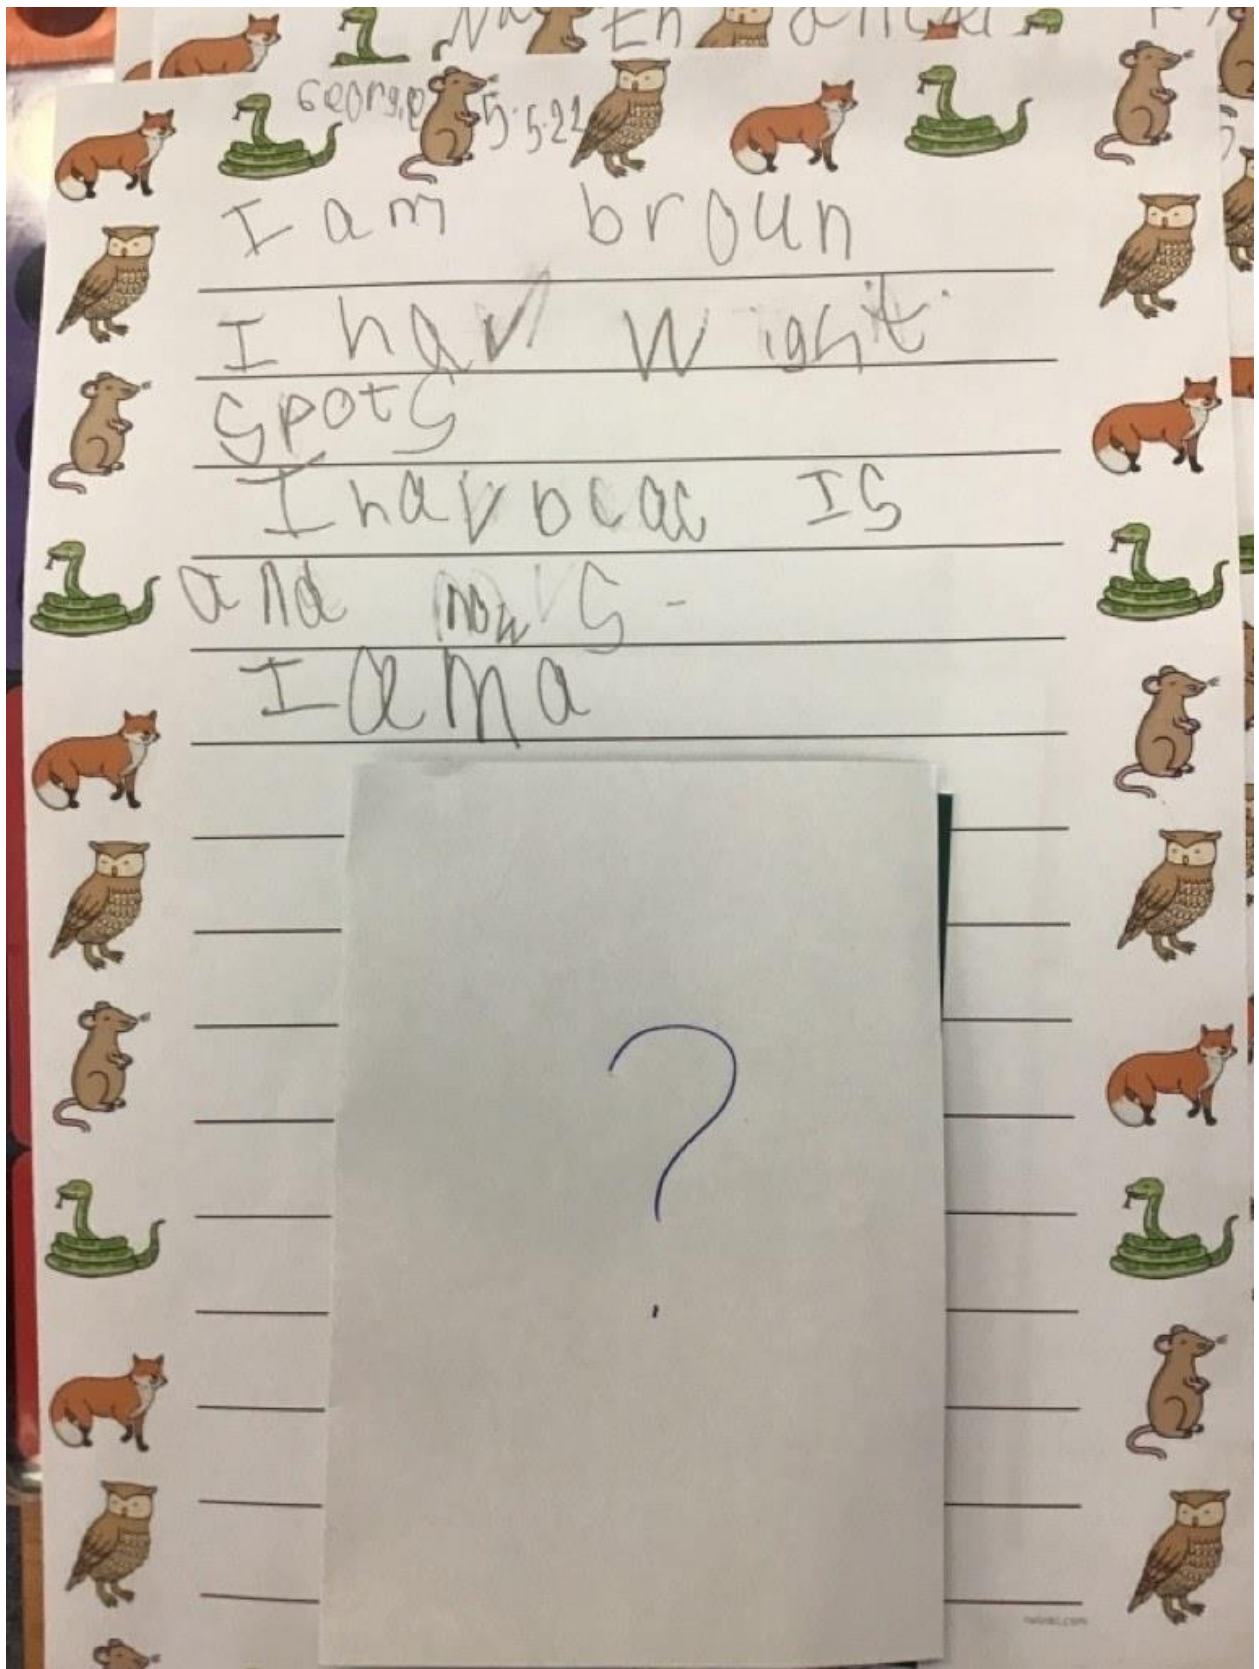 George 5.5.22
I am broun
I hav wight.
spots
I hav bcac Is
and nows -
I am a
?